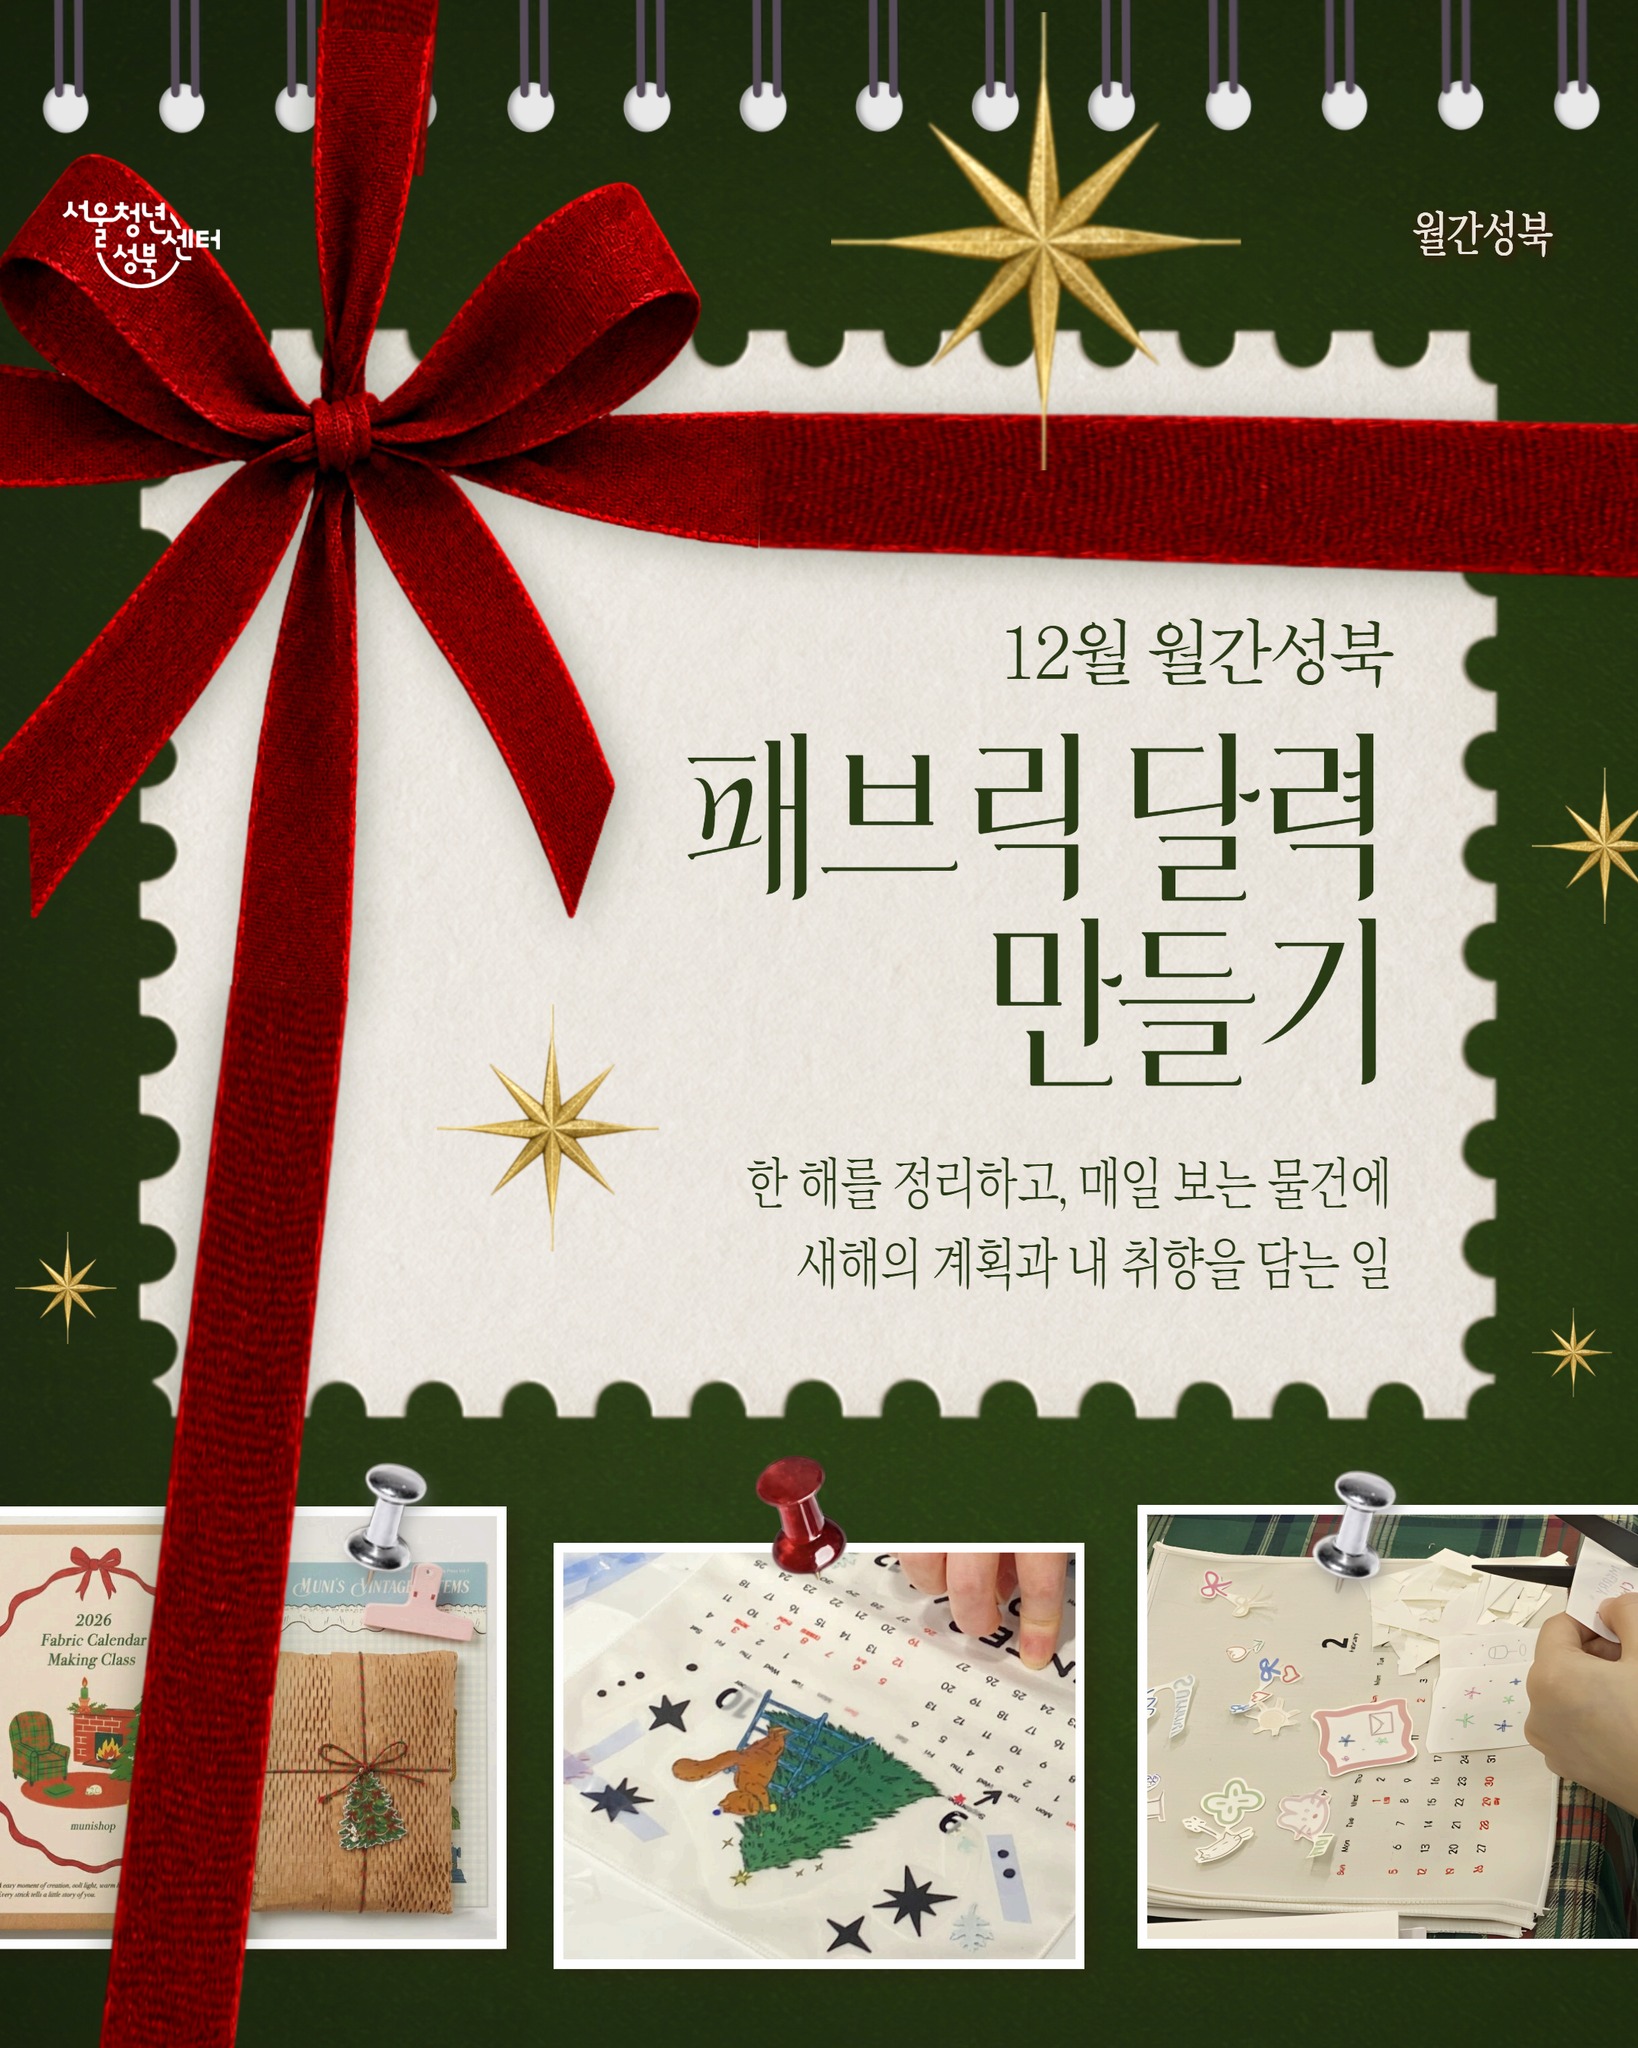 서울청년
센터
성북
월간성북
12월 월간성북
패브릭 달력
만들기
한 해를 정리하고, 매일 보는 물건에
새해의 계획과 내 취향을 담는 일
2026
Fabric Calendar
Making Class
munishop
MUNI'S VINTAGE